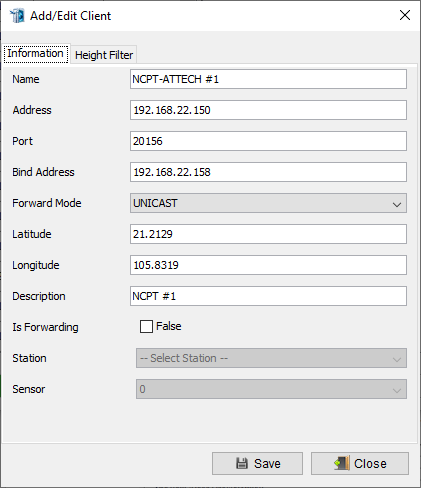 Add/Edit Client
Information Height Filter
Name NCPT-ATTECH #1
Address 192.168.22.150
Port 20156
Bind Address 192.168.22.158
Forward Mode UNICAST
Latitude 21.2129
Longitude 105.8319
Description NCPT #1
Is Forwarding False
Station -- Select Station --
Sensor 0
Save Close